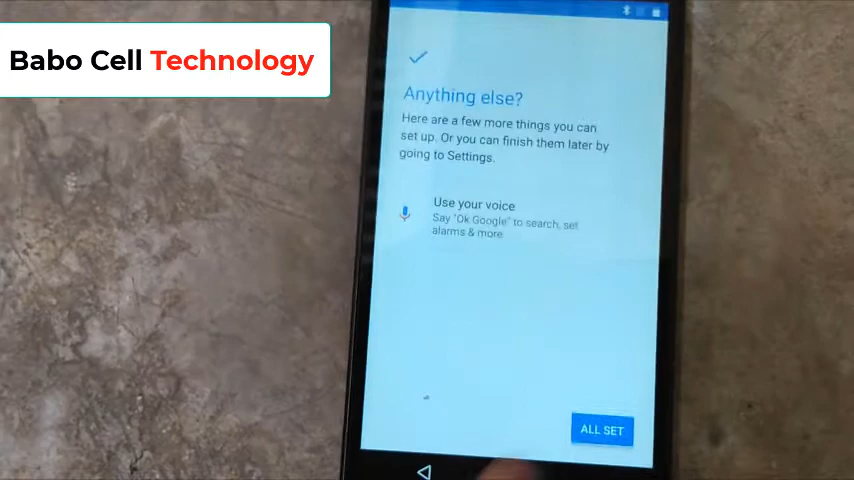 Babo Cell Technology
Anything else?
Here are a few more things you can
set up. Or you can finish them later by
going to Settings.
Use your voice
Say "Ok Google" to search, set
alarms & more
ALL SET